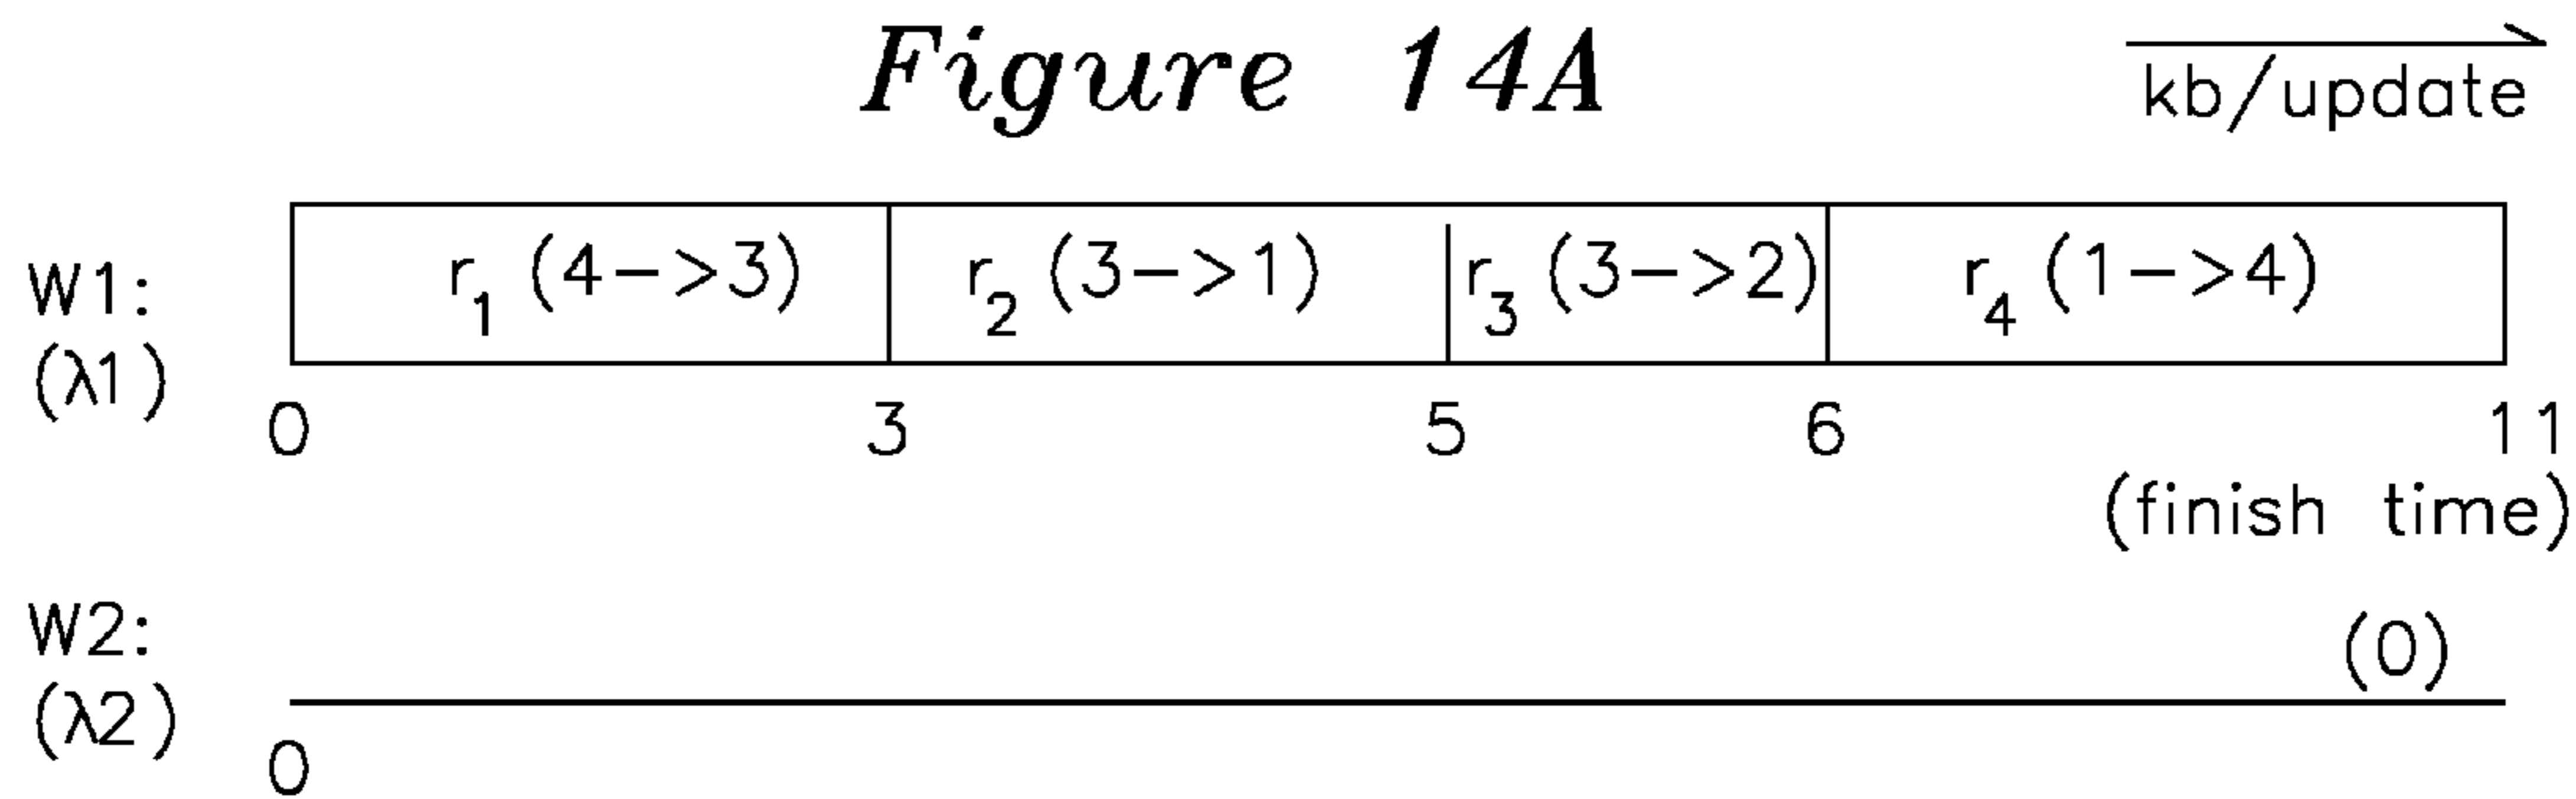 Figure 14A
kb/update
W1: r1 (4->3) r2 (3->1) r3 (3->2) r4 (1->4)
(λ1)
0 3 5 6 11
(finish time)
W2: (0)
(λ2)
0